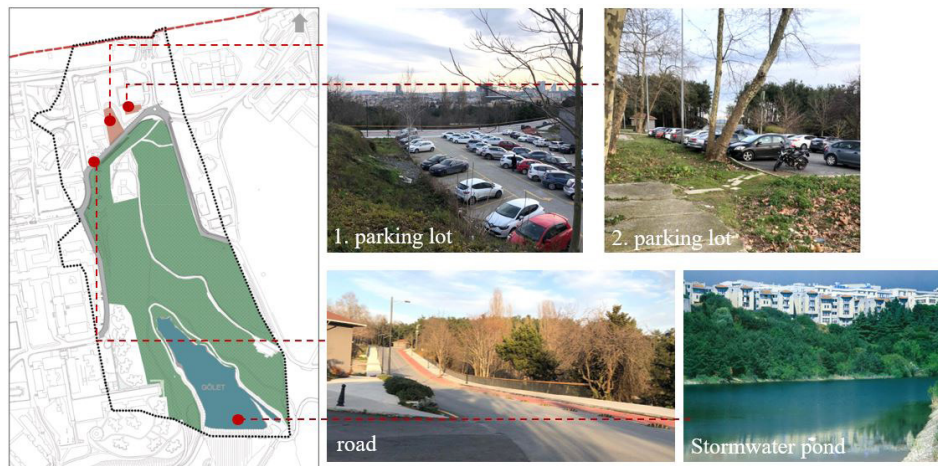 1. parking lot
2. parking lot
GÖLET
road
Stormwater pond